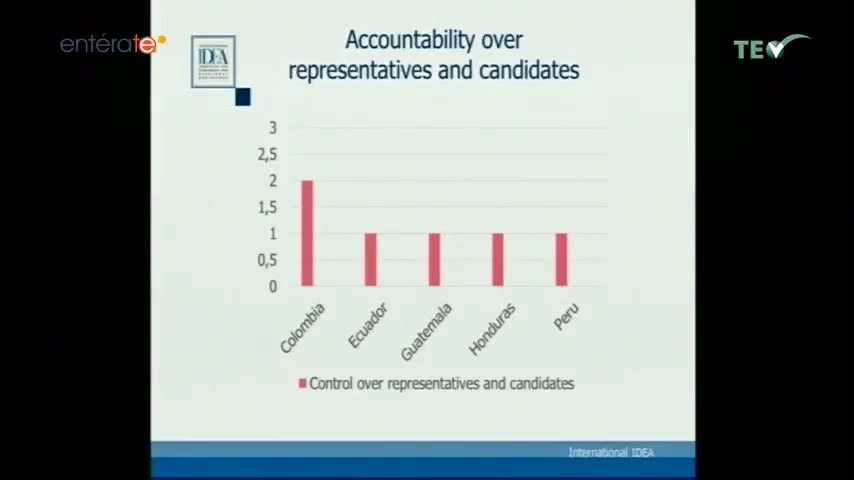 entérate
TEV
IDEA
Accountability over
representatives and candidates
3
2,5
2
1,5
1
0,5
0
Colombia
Ecuador
Guatemala
Honduras
Peru
Control over representatives and candidates
International IDEA